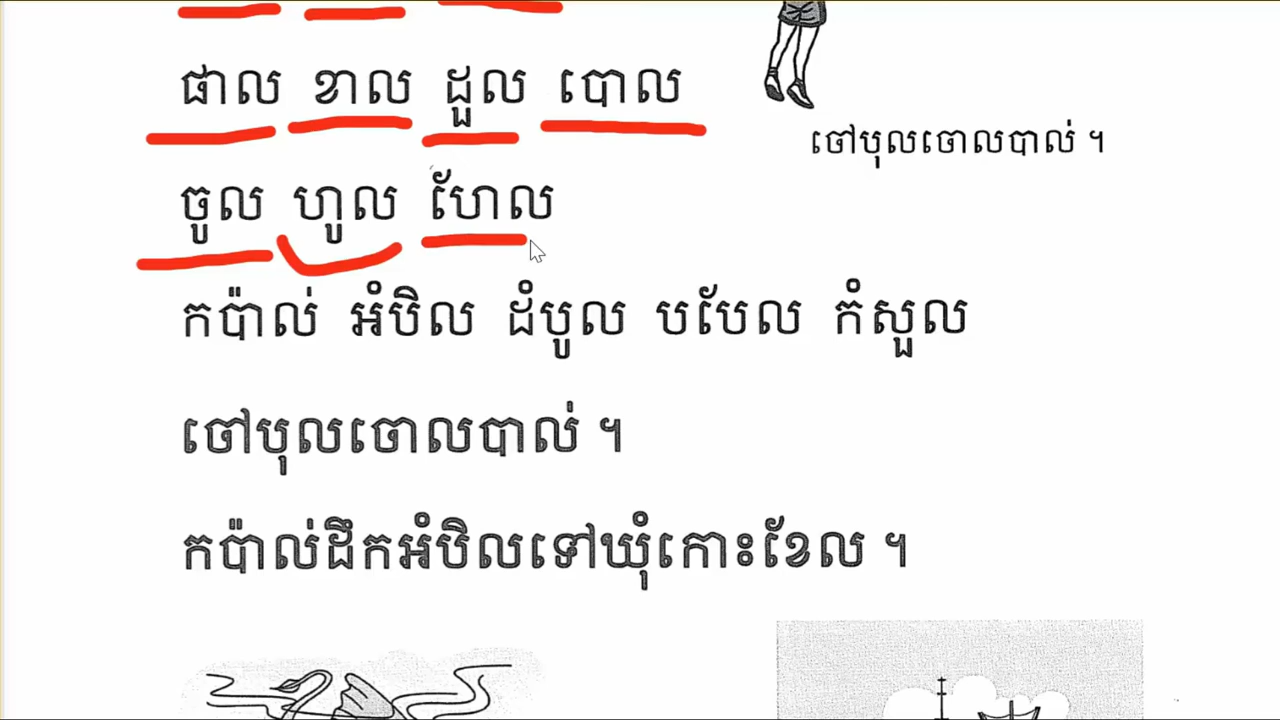 ផាល ខាល ដួល បោល
ចៅបុលចោលបាល់ ។
ចូល ហូល ហែល
កប៉ាល់ អំបិល ដំបូល បបែល កំសួល
ចៅបុលចោលបាល់ ។
កប៉ាល់ដឹកអំបិលទៅឃុំកោះខែល ។